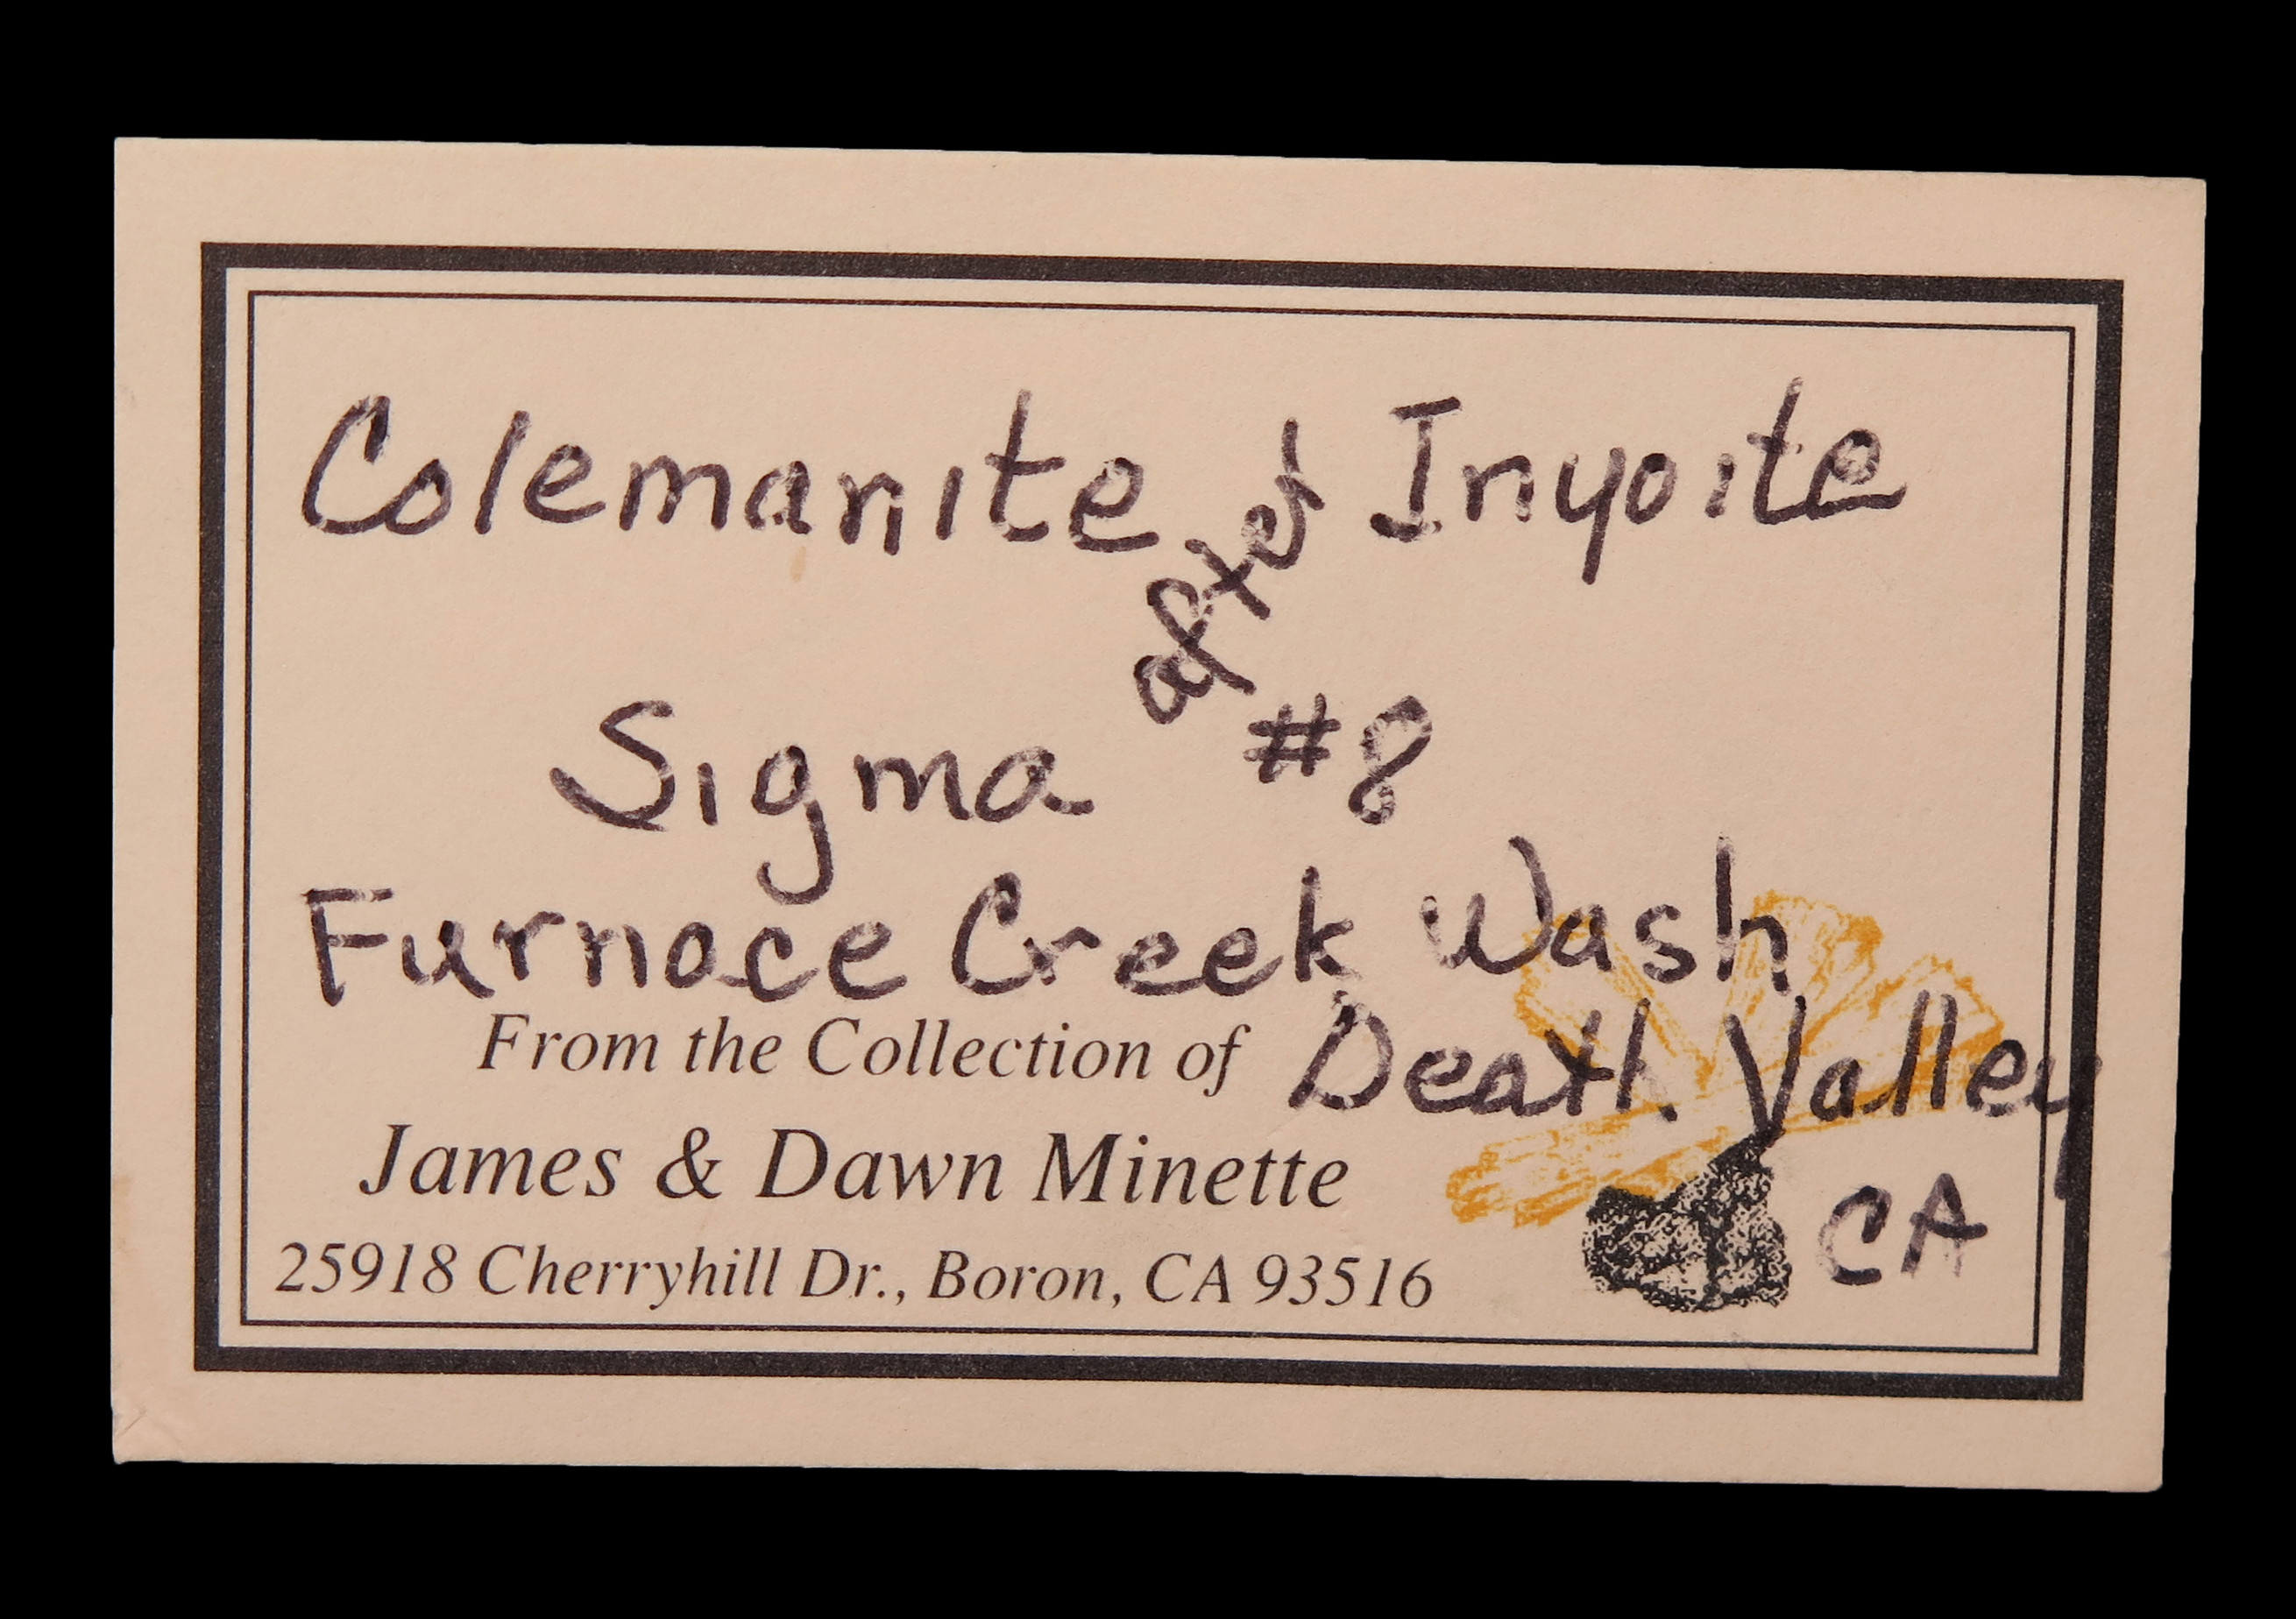 Colemanite after Inyoite
Sigma #8
Furnace Creek Wash
Death Valley
CA
From the Collection of
James & Dawn Minette
25918 Cherryhill Dr., Boron, CA 93516